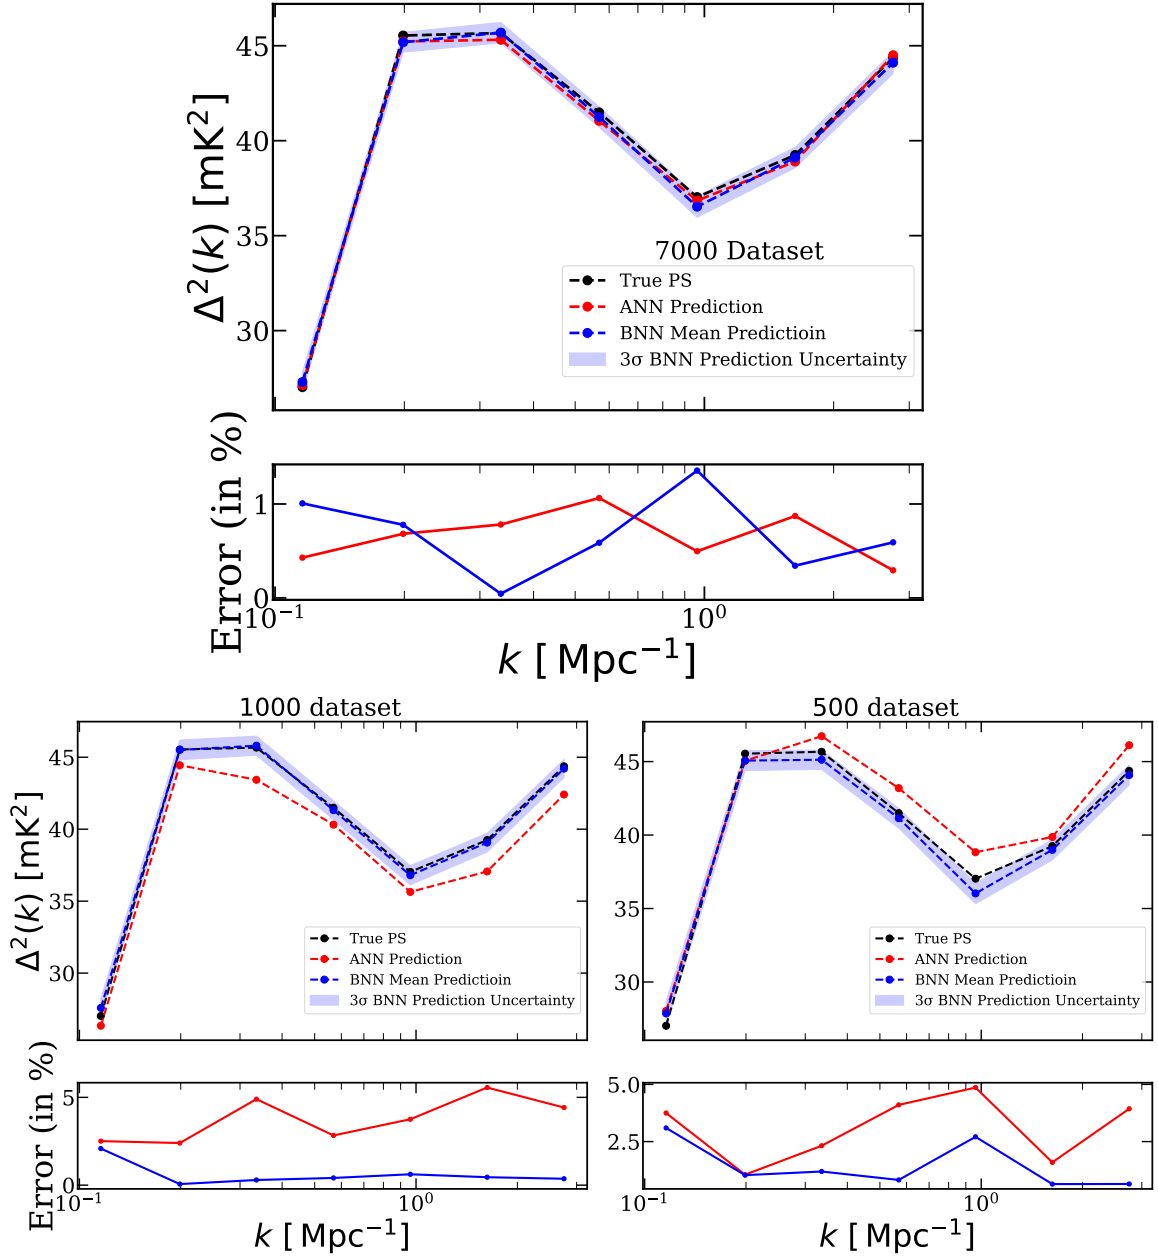 Δ²(k) [mK²]
45
40
35
30
7000 Dataset
True PS
ANN Prediction
BNN Mean Predictioin
3σ BNN Prediction Uncertainty
Error (in %)
1
0
10⁻¹
10⁰
k [Mpc⁻¹]
1000 dataset
Δ²(k) [mK²]
45
40
35
30
True PS
ANN Prediction
BNN Mean Predictioin
3σ BNN Prediction Uncertainty
Error (in %)
5
0
10⁻¹
10⁰
k [Mpc⁻¹]
500 dataset
45
40
35
30
True PS
ANN Prediction
BNN Mean Predictioin
3σ BNN Prediction Uncertainty
5.0
2.5
10⁻¹
10⁰
k [Mpc⁻¹]